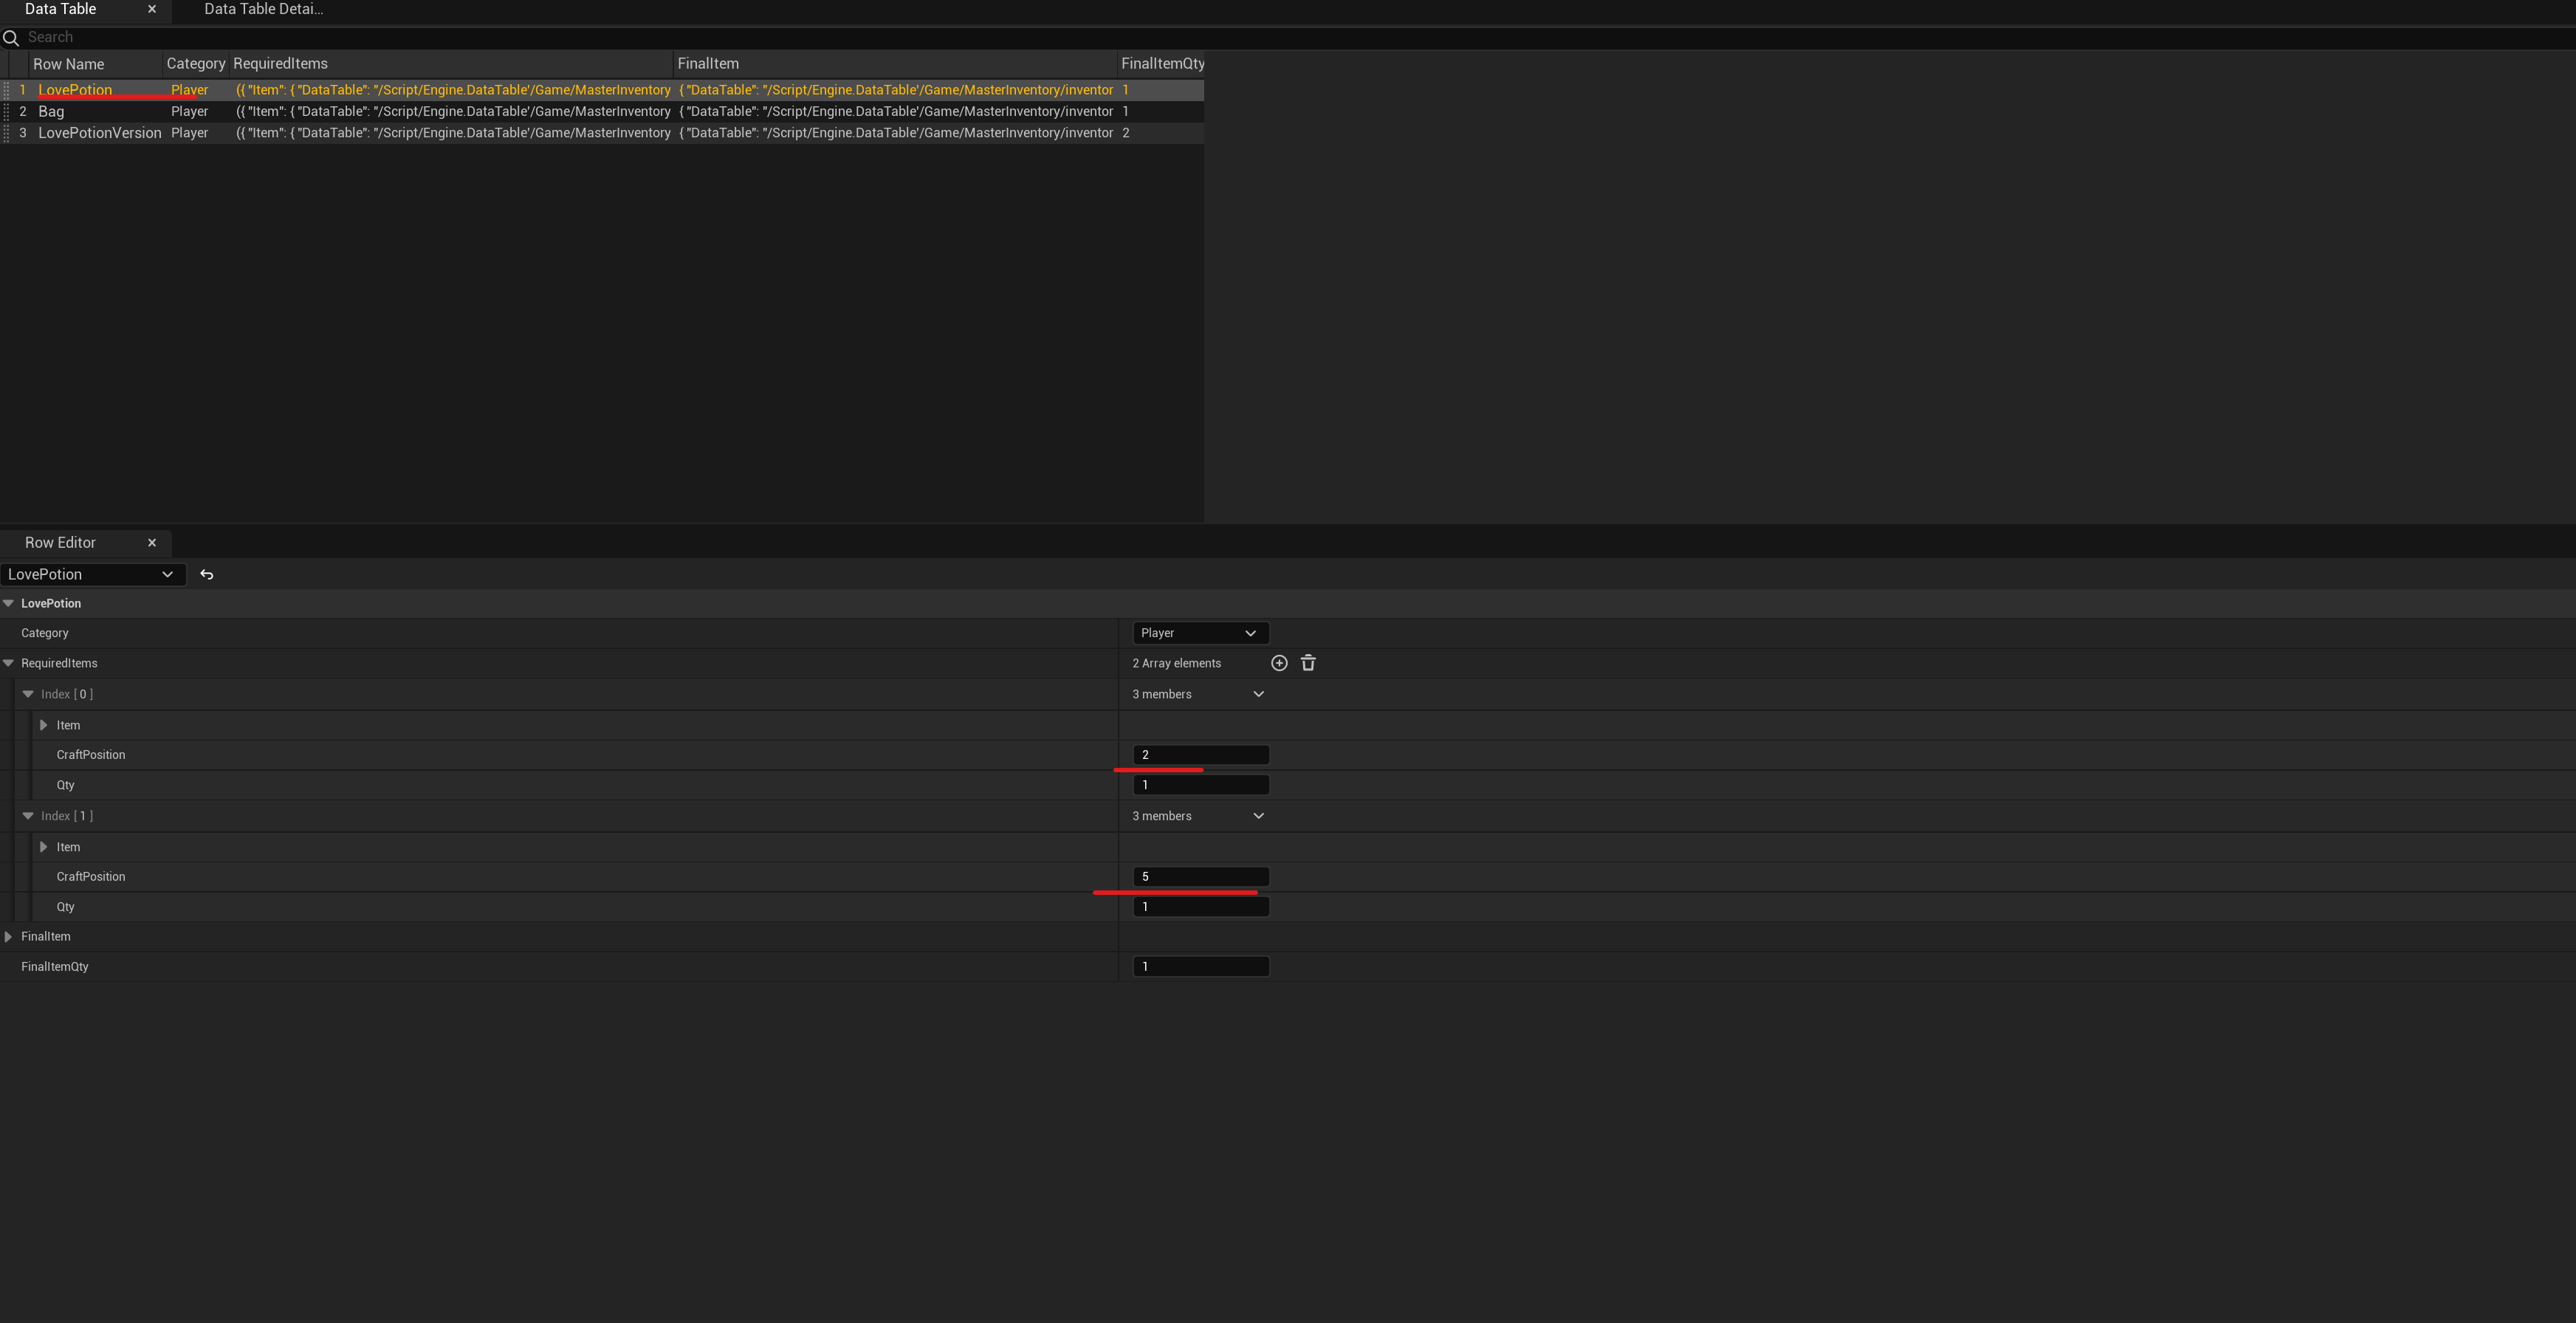 Data Table Data Table Detai...
Search
Row Name Category RequiredItems FinalItem FinalItemQty
1 LovePotion Player ({ "Item": { "DataTable": "/Script/Engine.DataTable'/Game/MasterInventory { "DataTable": "/Script/Engine.DataTable'/Game/MasterInventory/inventor 1
2 Bag Player ({ "Item": { "DataTable": "/Script/Engine.DataTable'/Game/MasterInventory { "DataTable": "/Script/Engine.DataTable'/Game/MasterInventory/inventor 1
3 LovePotionVersion Player ({ "Item": { "DataTable": "/Script/Engine.DataTable'/Game/MasterInventory { "DataTable": "/Script/Engine.DataTable'/Game/MasterInventory/inventor 2
Row Editor
LovePotion
LovePotion
Category Player
RequiredItems 2 Array elements
Index [ 0 ] 3 members
Item
CraftPosition 2
Qty 1
Index [ 1 ] 3 members
Item
CraftPosition 5
Qty 1
FinalItem
FinalItemQty 1